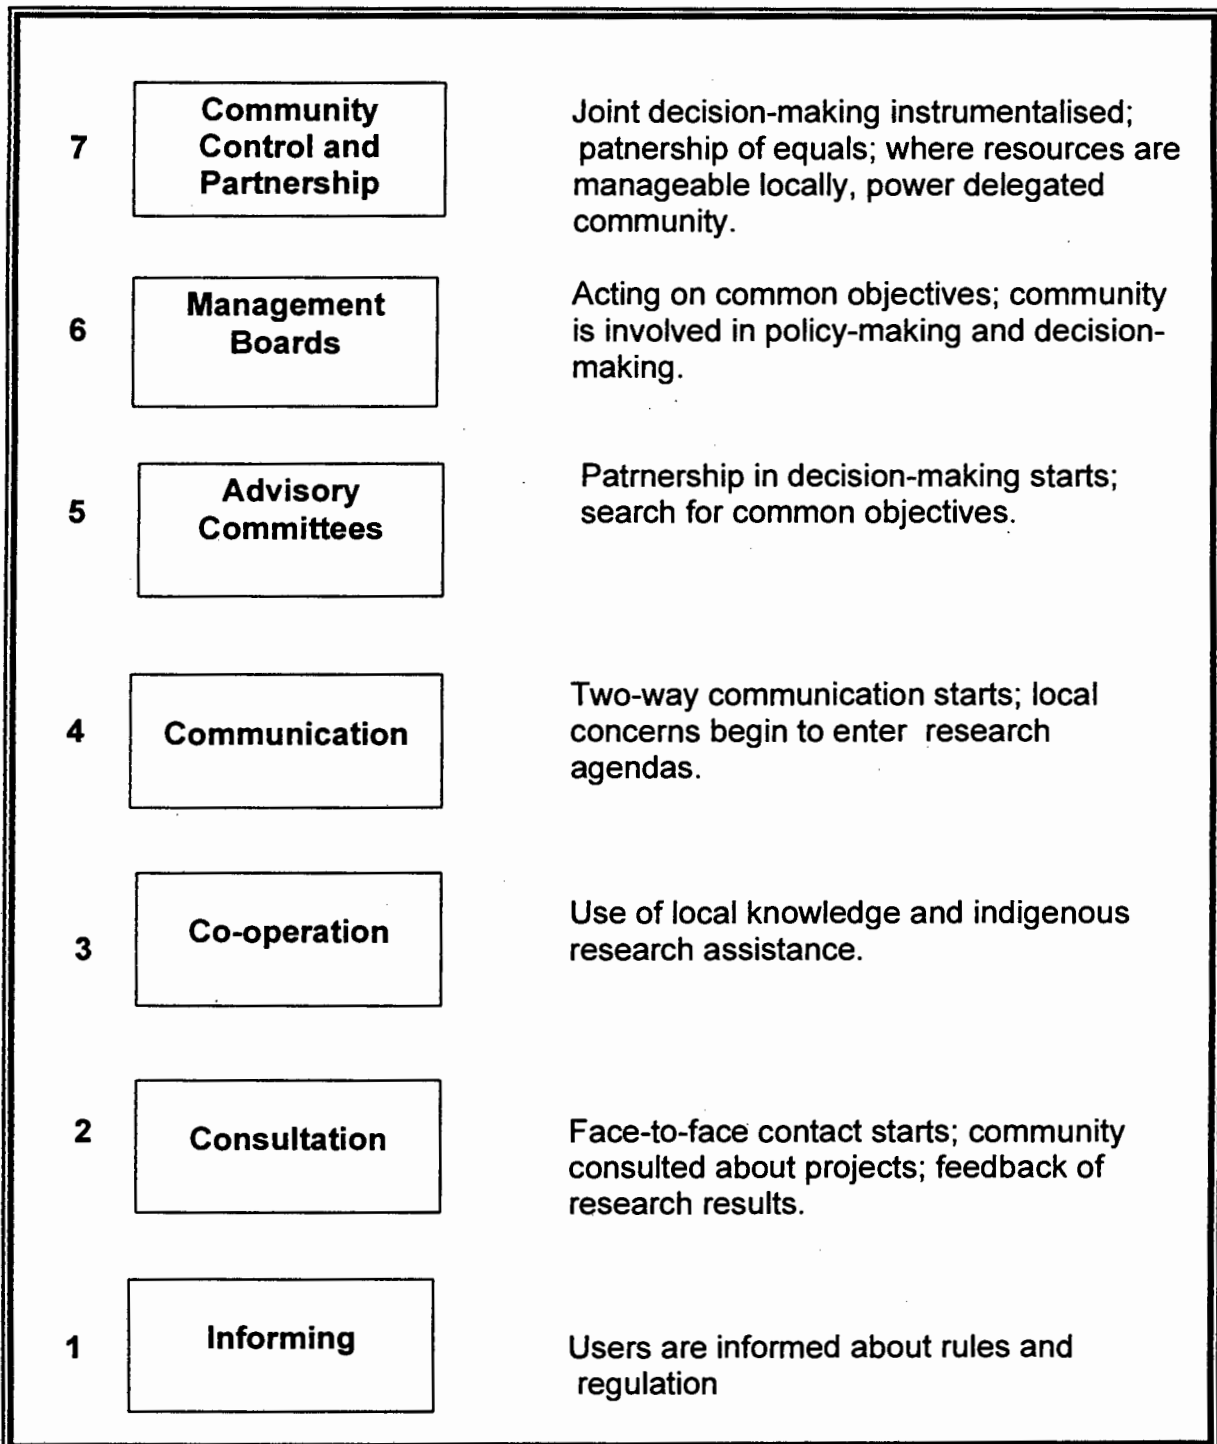 7
Community
Control and
Partnership
Joint decision-making instrumentalised;
patnership of equals; where resources are
manageable locally, power delegated
community.
6
Management
Boards
Acting on common objectives; community
is involved in policy-making and decision-
making.
5
Advisory
Committees
Patrnership in decision-making starts;
search for common objectives.
4
Communication
Two-way communication starts; local
concerns begin to enter research
agendas.
3
Co-operation
Use of local knowledge and indigenous
research assistance.
2
Consultation
Face-to-face contact starts; community
consulted about projects; feedback of
research results.
1
Informing
Users are informed about rules and
regulation